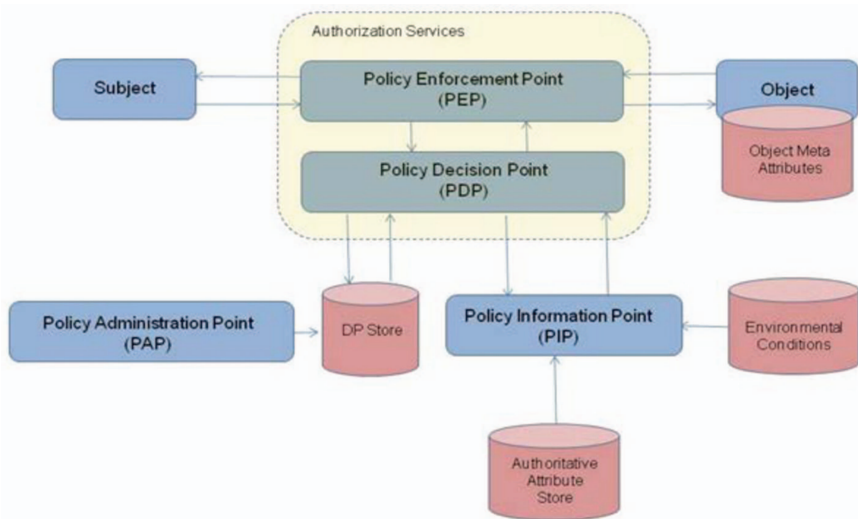 Authorization Services
Subject
Policy Enforcement Point
(PEP)
Object
Object Meta
Attributes
Policy Decision Point
(PDP)
Policy Administration Point
(PAP)
DP Store
Policy Information Point
(PIP)
Environmental
Conditions
Authoritative
Attribute
Store